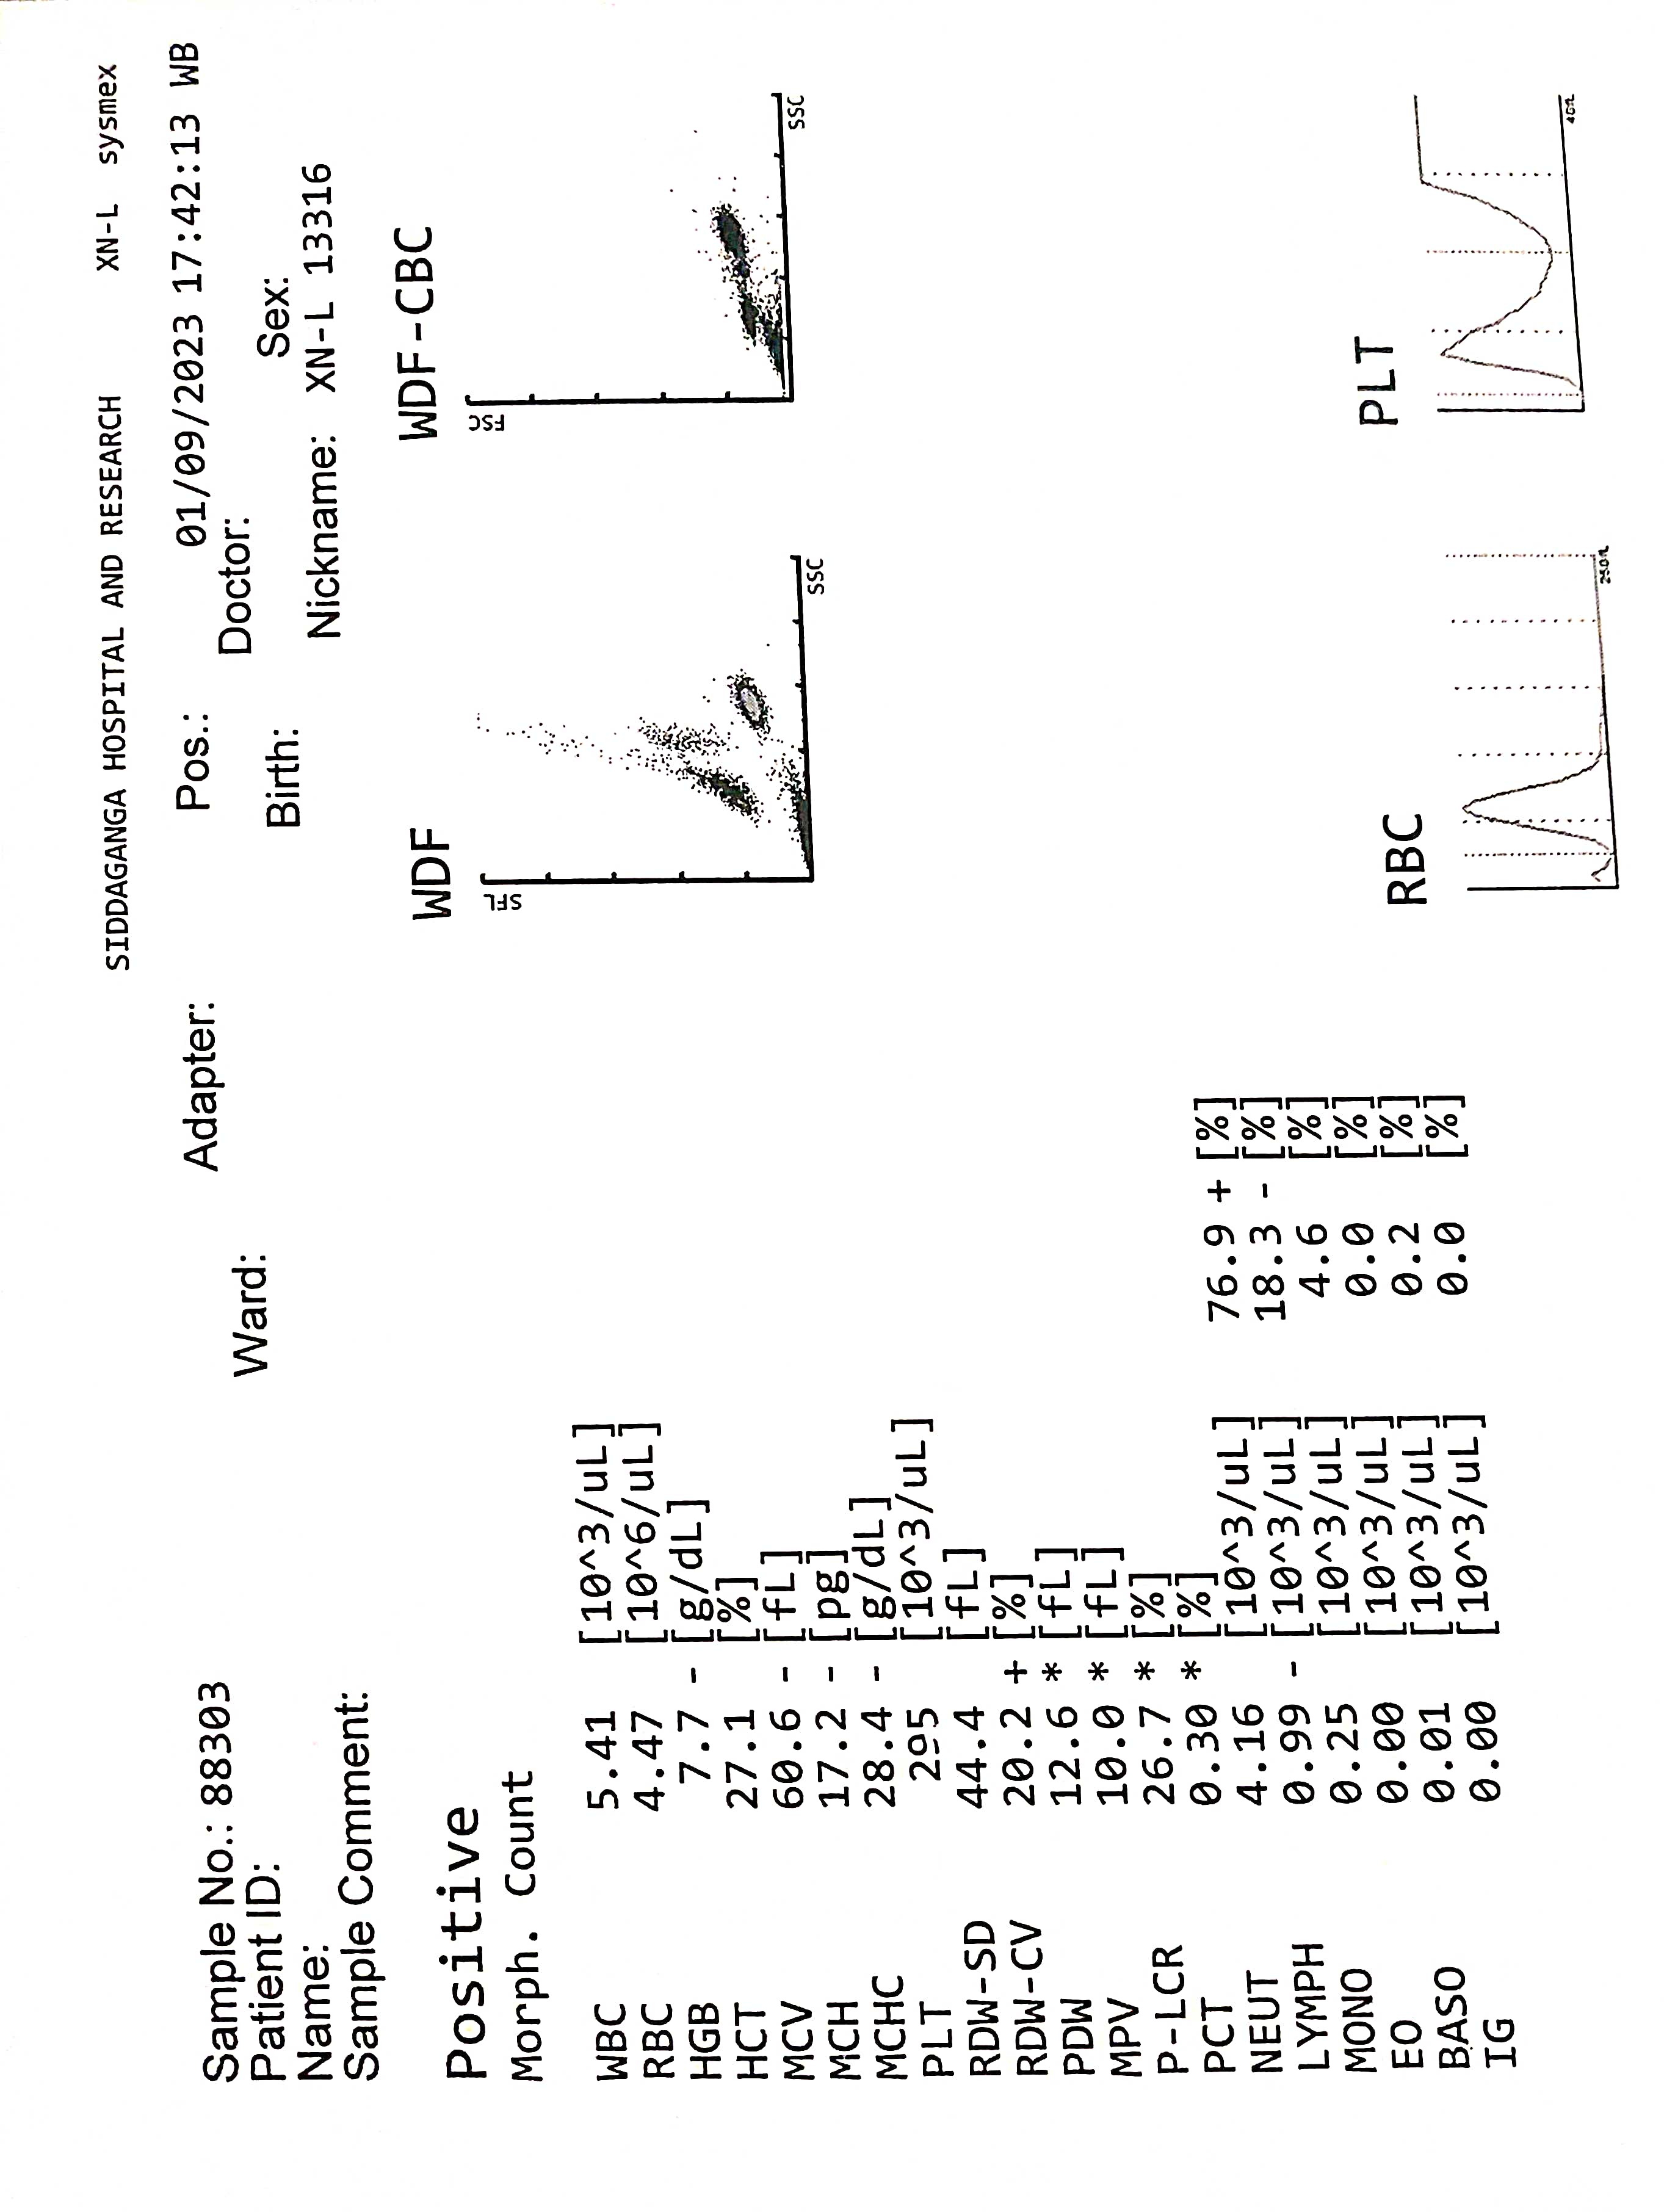 SIDDAGANGA HOSPITAL AND RESEARCH XN-L sysmex
Sample No.: 88303 Adapter: Pos.: 01/09/2023 17:42:13 WB
Patient ID: Ward: Doctor:
Name: Birth: Sex:
Sample Comment: Nickname: XN-L 13316
Positive
Morph. Count
WDF WDF-CBC
SFL FSC
SSC SSC
WBC 5.41 [10^3/uL]
RBC 4.47 [10^6/uL]
HGB 7.7 - [g/dL]
HCT 27.1 [%]
MCV 60.6 - [fL]
MCH 17.2 - [pg]
MCHC 28.4 - [g/dL]
PLT 295 [10^3/uL]
RDW-SD 44.4 [fL]
RDW-CV 20.2 + [%]
PDW 12.6 * [fL]
MPV 10.0 * [fL]
P-LCR 26.7 * [%]
PCT 0.30 * [%]
NEUT 4.16 [10^3/uL] 76.9 + [%]
LYMPH 0.99 - [10^3/uL] 18.3 - [%]
MONO 0.25 [10^3/uL] 4.6 [%]
EO 0.00 [10^3/uL] 0.0 [%]
BASO 0.01 [10^3/uL] 0.2 [%]
IG 0.00 [10^3/uL] 0.0 [%]
RBC PLT
250fL 40fL